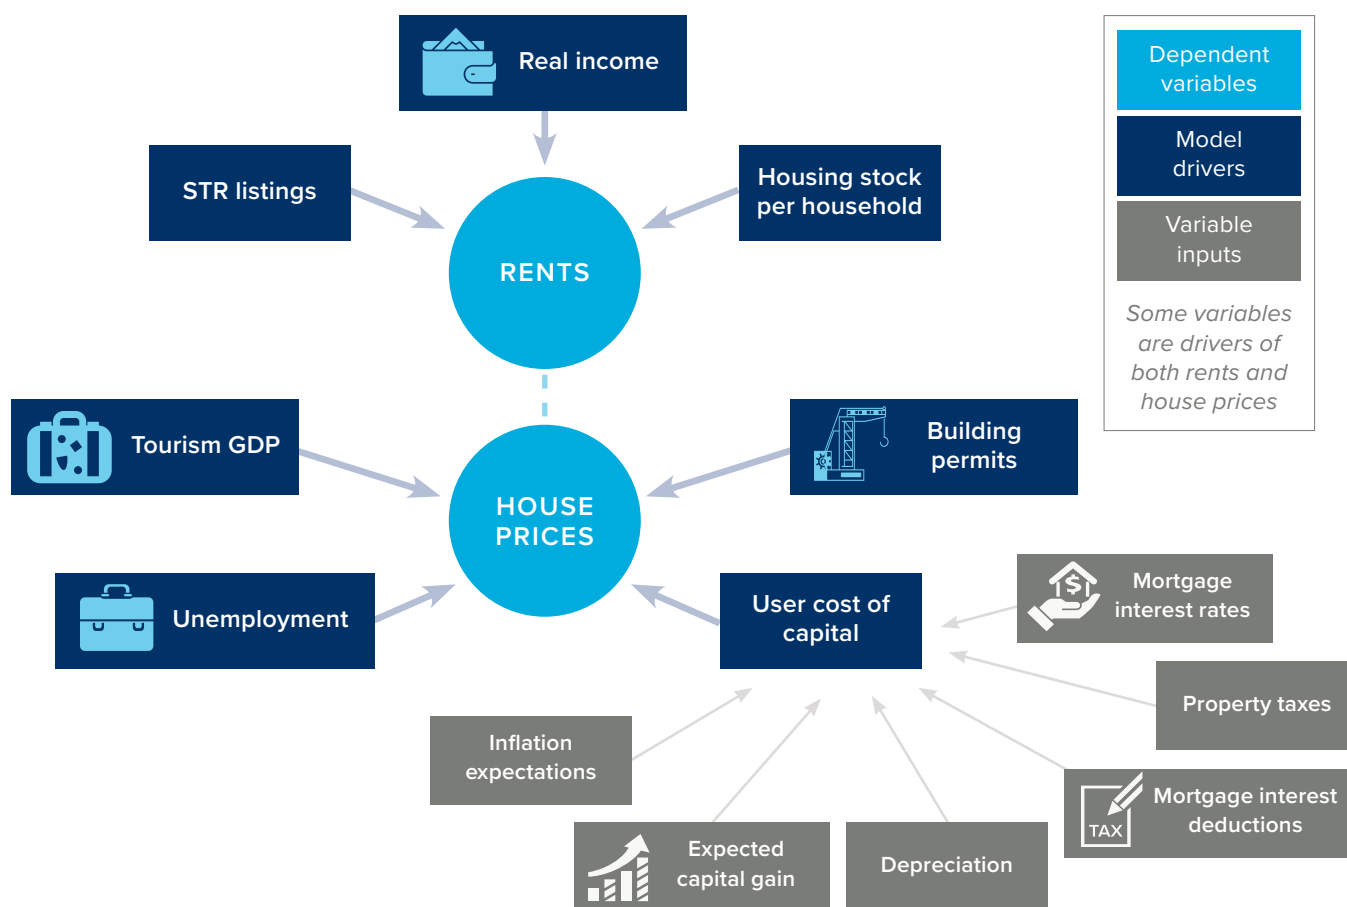 Real income
STR listings
Housing stock
per household
RENTS
Tourism GDP
Building
permits
HOUSE
PRICES
Unemployment
User cost of
capital
Mortgage
interest rates
Property taxes
Inflation
expectations
Mortgage interest
deductions
TAX
Expected
capital gain
Depreciation
$
Dependent
variables
Model
drivers
Variable
inputs
Some variables
are drivers of
both rents and
house prices